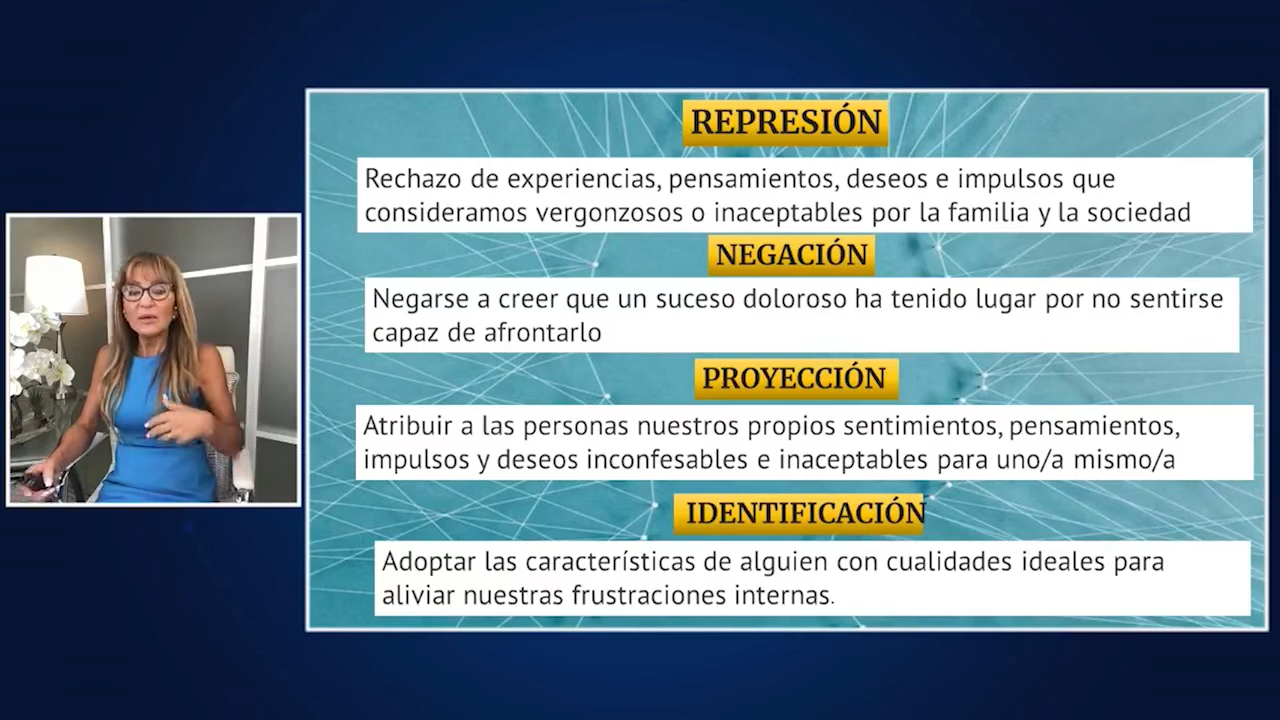 REPRESIÓN
Rechazo de experiencias, pensamientos, deseos e impulsos que
consideramos vergonzosos o inaceptables por la familia y la sociedad
NEGACIÓN
Negarse a creer que un suceso doloroso ha tenido lugar por no sentirse
capaz de afrontarlo
PROYECCIÓN
Atribuir a las personas nuestros propios sentimientos, pensamientos,
impulsos y deseos inconfesables e inaceptables para uno/a mismo/a
IDENTIFICACIÓN
Adoptar las características de alguien con cualidades ideales para
aliviar nuestras frustraciones internas.